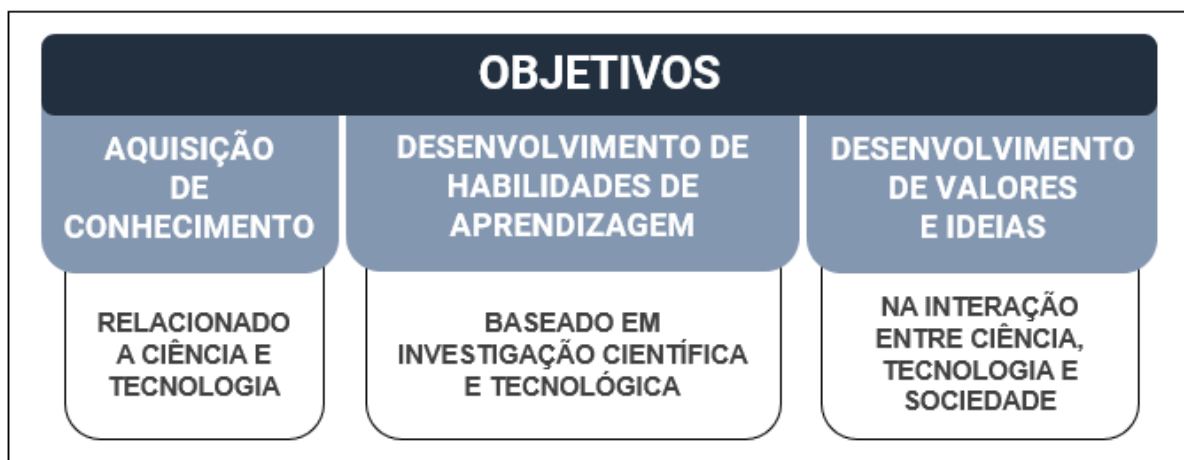 OBJETIVOS
AQUISIÇÃO
DE
CONHECIMENTO
RELACIONADO
A CIÊNCIA E
TECNOLOGIA
DESENVOLVIMENTO DE
HABILIDADES DE
APRENDIZAGEM
BASEADO EM
INVESTIGAÇÃO CIENTÍFICA
E TECNOLÓGICA
DESENVOLVIMENTO
DE VALORES
E IDEIAS
NA INTERAÇÃO
ENTRE CIÊNCIA,
TECNOLOGIA E
SOCIEDADE